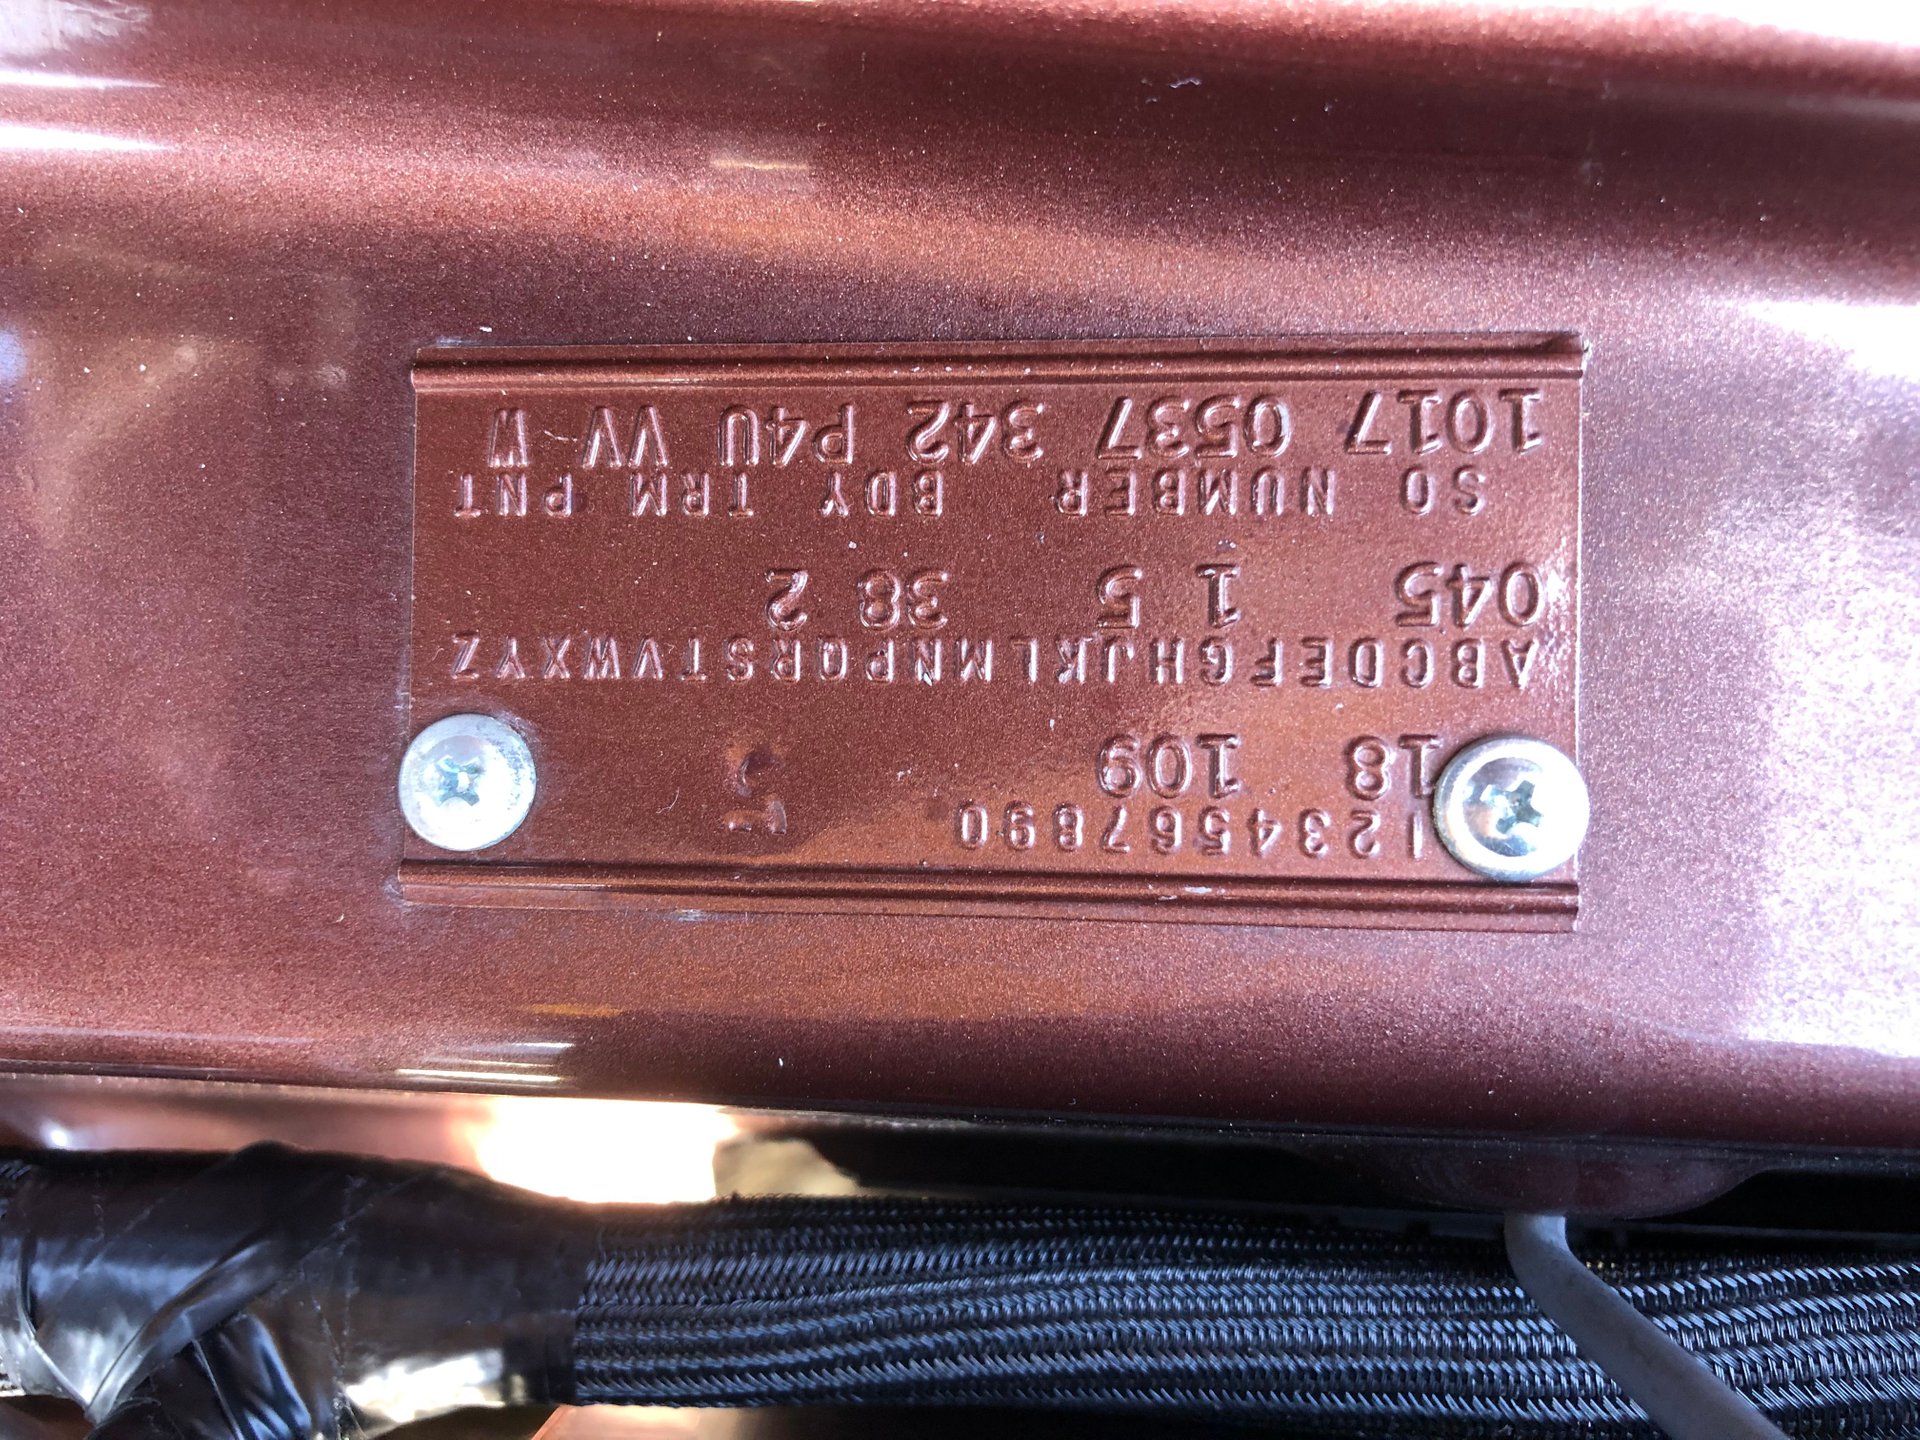 1234567890
18 109
ABCDEFGHJKLMNPQRSTVWXYZ
045 1 5 38 2
SO NUMBER BDY TRM PNT
1017 0537 342 P4U VV-W